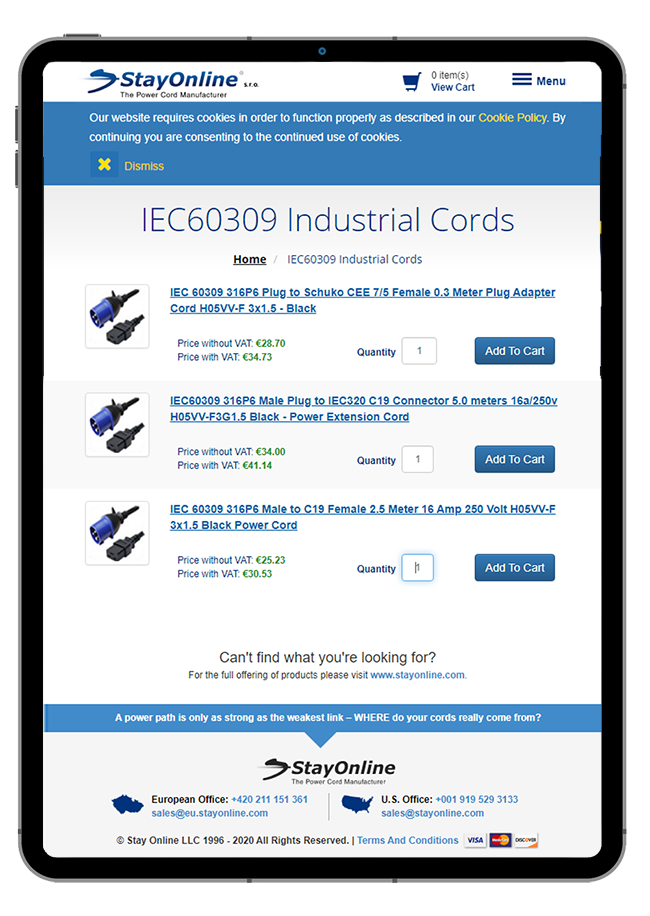 StayOnline® s.r.o.
The Power Cord Manufacturer
0 item(s)
View Cart
Menu
Our website requires cookies in order to function properly as described in our Cookie Policy. By
continuing you are consenting to the continued use of cookies.
Dismiss
IEC60309 Industrial Cords
Home / IEC60309 Industrial Cords
IEC 60309 316P6 Plug to Schuko CEE 7/5 Female 0.3 Meter Plug Adapter
Cord H05VV-F 3x1.5 - Black
Price without VAT: €28.70
Price with VAT: €34.73
Quantity 1 Add To Cart
IEC60309 316P6 Male Plug to IEC320 C19 Connector 5.0 meters 16a/250v
H05VV-F3G1.5 Black - Power Extension Cord
Price without VAT: €34.00
Price with VAT: €41.14
Quantity 1 Add To Cart
IEC 60309 316P6 Male to C19 Female 2.5 Meter 16 Amp 250 Volt H05VV-F
3x1.5 Black Power Cord
Price without VAT: €25.23
Price with VAT: €30.53
Quantity 1 Add To Cart
Can't find what you're looking for?
For the full offering of products please visit www.stayonline.com.
A power path is only as strong as the weakest link – WHERE do your cords really come from?
StayOnline
The Power Cord Manufacturer
European Office: +420 211 151 361
sales@eu.stayonline.com
U.S. Office: +001 919 529 3133
sales@stayonline.com
© Stay Online LLC 1996 - 2020 All Rights Reserved. | Terms And Conditions VISA MasterCard DISCOVER